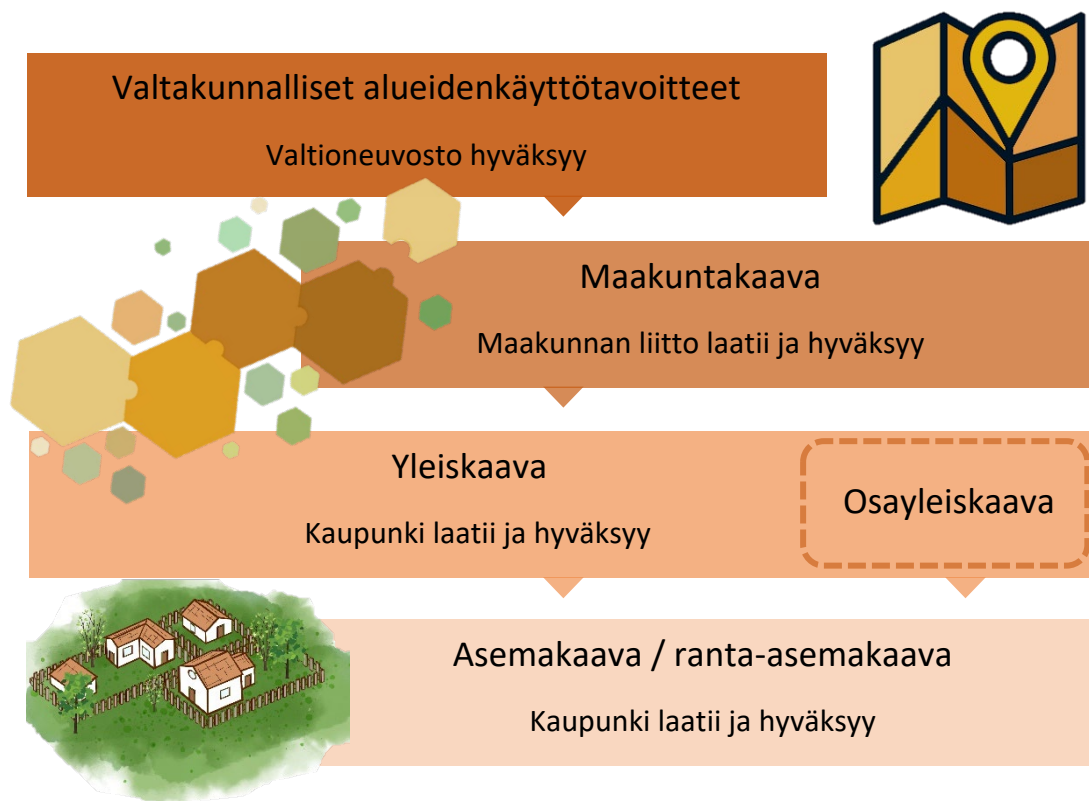 Valtakunnalliset alueidenkäyttötavoitteet
Valtioneuvosto hyväksyy
Maakuntakaava
Maakunnan liitto laatii ja hyväksyy
Yleiskaava
Kaupunki laatii ja hyväksyy
Osayleiskaava
Asemakaava / ranta-asemakaava
Kaupunki laatii ja hyväksyy